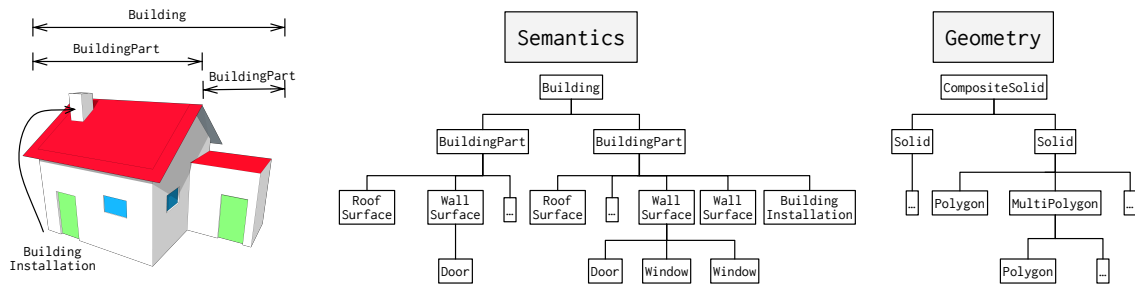 Building
BuildingPart
BuildingPart
Building
Installation
Semantics
Building
BuildingPart
BuildingPart
Roof
Surface
Wall
Surface
…
Roof
Surface
…
Wall
Surface
Wall
Surface
Building
Installation
Door
Door
Window
Window
Geometry
CompositeSolid
Solid
Solid
…
Polygon
MultiPolygon
…
Polygon
…